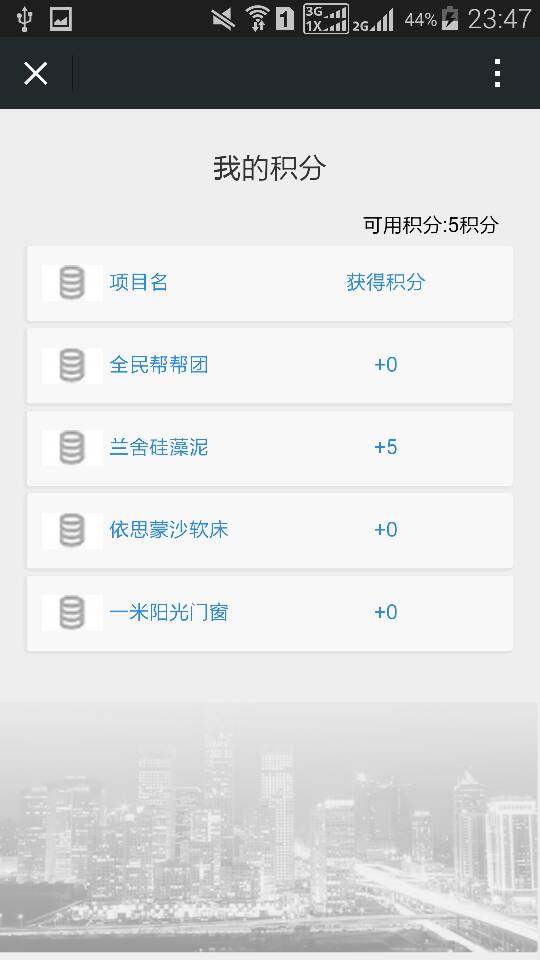 1 3G 1X 2G 44% 23:47
我的积分
可用积分:5积分
项目名 获得积分
全民帮帮团 +0
兰舍硅藻泥 +5
依思蒙沙软床 +0
一米阳光门窗 +0